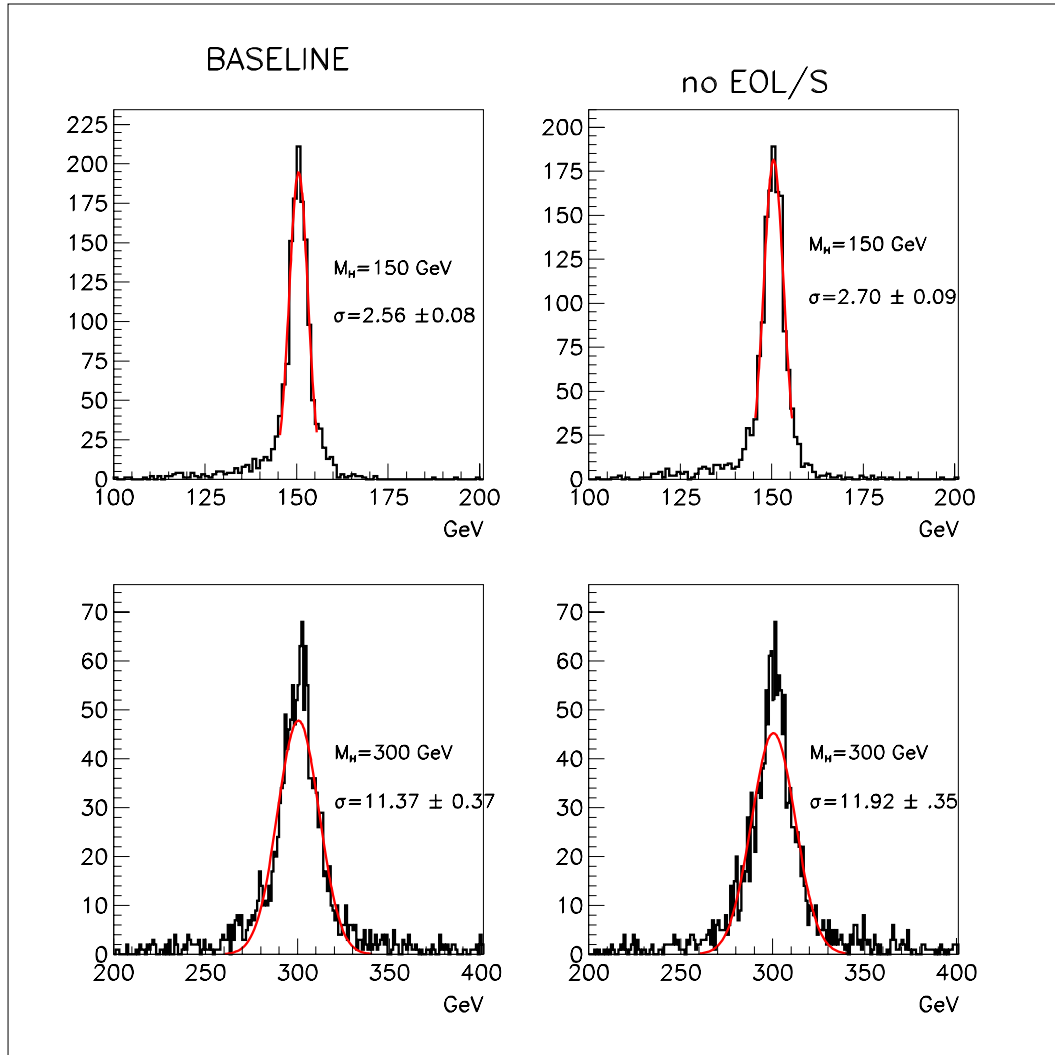 BASELINE
no EOL/S
225
200
175
150
125
100
75
50
25
0
M_H=150 GeV
σ=2.56 ±0.08
100 125 150 175 200
GeV
200
175
150
125
100
75
50
25
0
M_H=150 GeV
σ=2.70 ± 0.09
100 125 150 175 200
GeV
70
60
50
40
30
20
10
0
M_H=300 GeV
σ=11.37 ± 0.37
200 250 300 350 400
GeV
70
60
50
40
30
20
10
0
M_H=300 GeV
σ=11.92 ± .35
200 250 300 350 400
GeV